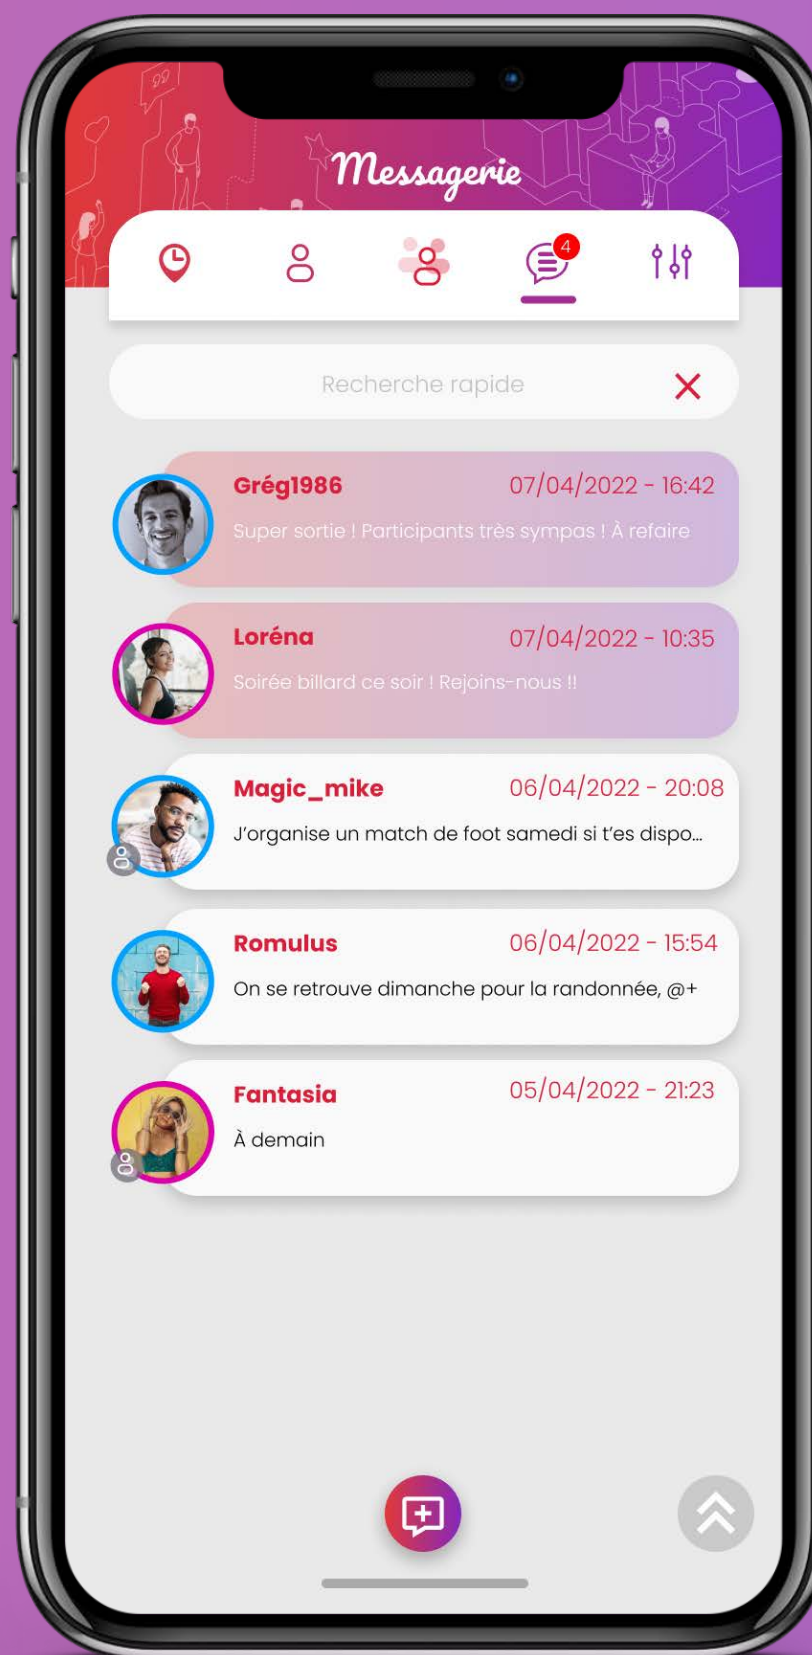 Messagerie
4
Recherche rapide
Grég1986 07/04/2022 - 16:42
Super sortie ! Participants très sympas ! À refaire
Loréna 07/04/2022 - 10:35
Soirée billard ce soir ! Rejoins-nous !!
Magic_mike 06/04/2022 - 20:08
J'organise un match de foot samedi si t'es dispo...
Romulus 06/04/2022 - 15:54
On se retrouve dimanche pour la randonnée, @+
Fantasia 05/04/2022 - 21:23
À demain